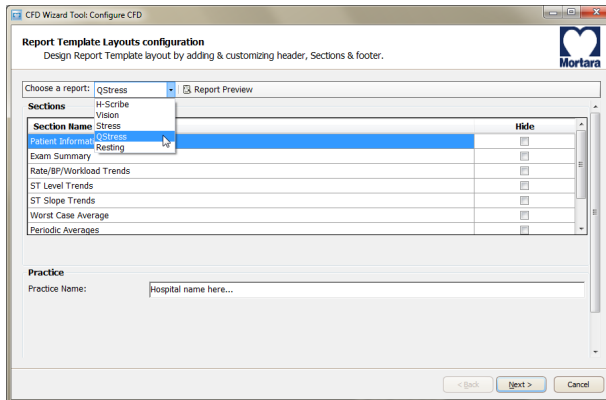 CFD Wizard Tool: Configure CFD
Report Template Layouts configuration
Design Report Template layout by adding & customizing header, Sections & footer.
Mortara
Choose a report: QStress Report Preview
H-Scribe
Vision
Stress
QStress
Resting
Sections
Section Name Hide
Patient Informati
Exam Summary
Rate/BP/Workload Trends
ST Level Trends
ST Slope Trends
Worst Case Average
Periodic Averages
Practice
Practice Name: Hospital name here...
< Back Next > Cancel